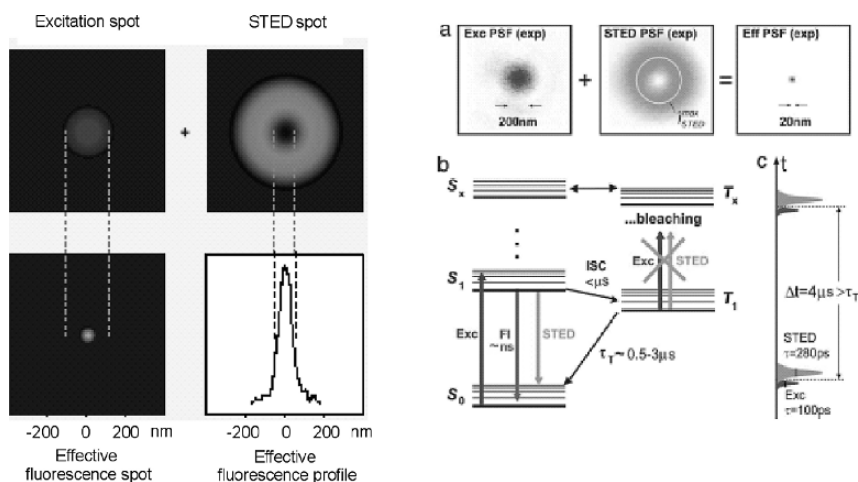 Excitation spot
STED spot
+
-200 0 200 nm
-200 0 200 nm
Effective
fluorescence spot
Effective
fluorescence profile
a
Exc PSF (exp)
+
STED PSF (exp)
=
Eff PSF (exp)
200nm
I max STED
20nm
b
Sx
Tx
...bleaching
S1
ISC
<μs
Exc
STED
T1
Exc
Fl
~ns
STED
τT~0.5-3μs
S0
c
t
Δt=4μs>τT
STED
τ=280ps
Exc
τ=100ps